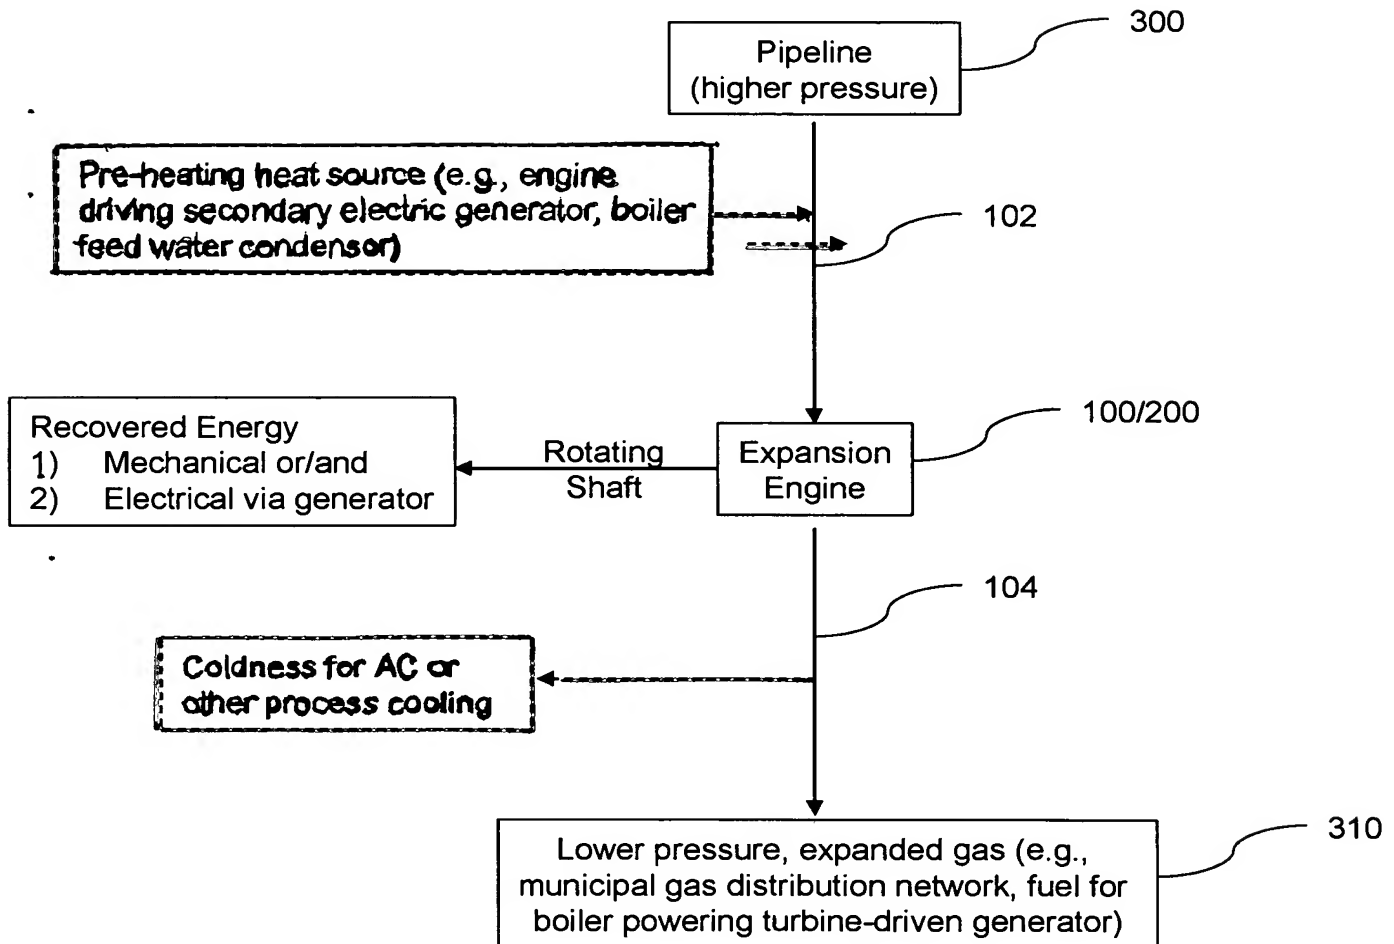 300
Pipeline
(higher pressure)
Pre-heating heat source (e.g., engine
driving secondary electric generator, boiler
feed water condensor)
102
100/200
Recovered Energy
1) Mechanical or/and
2) Electrical via generator
Rotating
Shaft
Expansion
Engine
104
Coldness for AC or
other process cooling
310
Lower pressure, expanded gas (e.g.,
municipal gas distribution network, fuel for
boiler powering turbine-driven generator)